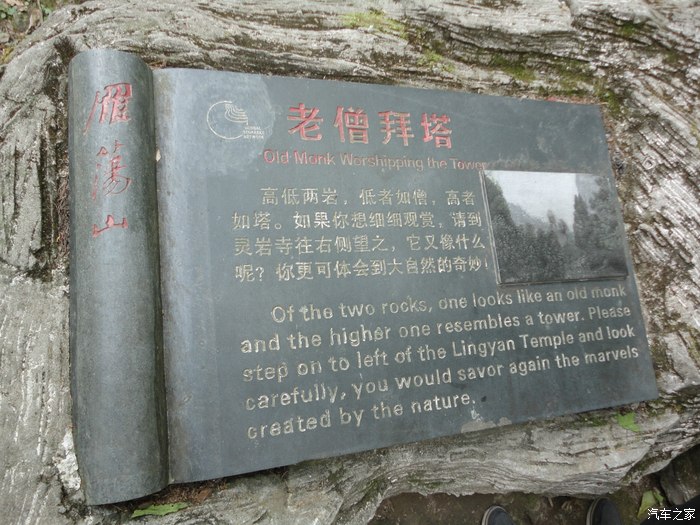 雁荡山
GLOBAL
GEOPARKS
NETWORK
老僧拜塔
Old Monk Worshipping the Tower
高低两岩，低者如僧，高者
如塔。如果你想细细观赏，请到
灵岩寺往右侧望之，它又像什么
呢？你更可体会到大自然的奇妙！
Of the two rocks, one looks like an old monk
and the higher one resembles a tower. Please
step on to left of the Lingyan Temple and look
carefully, you would savor again the marvels
created by the nature.
汽车之家